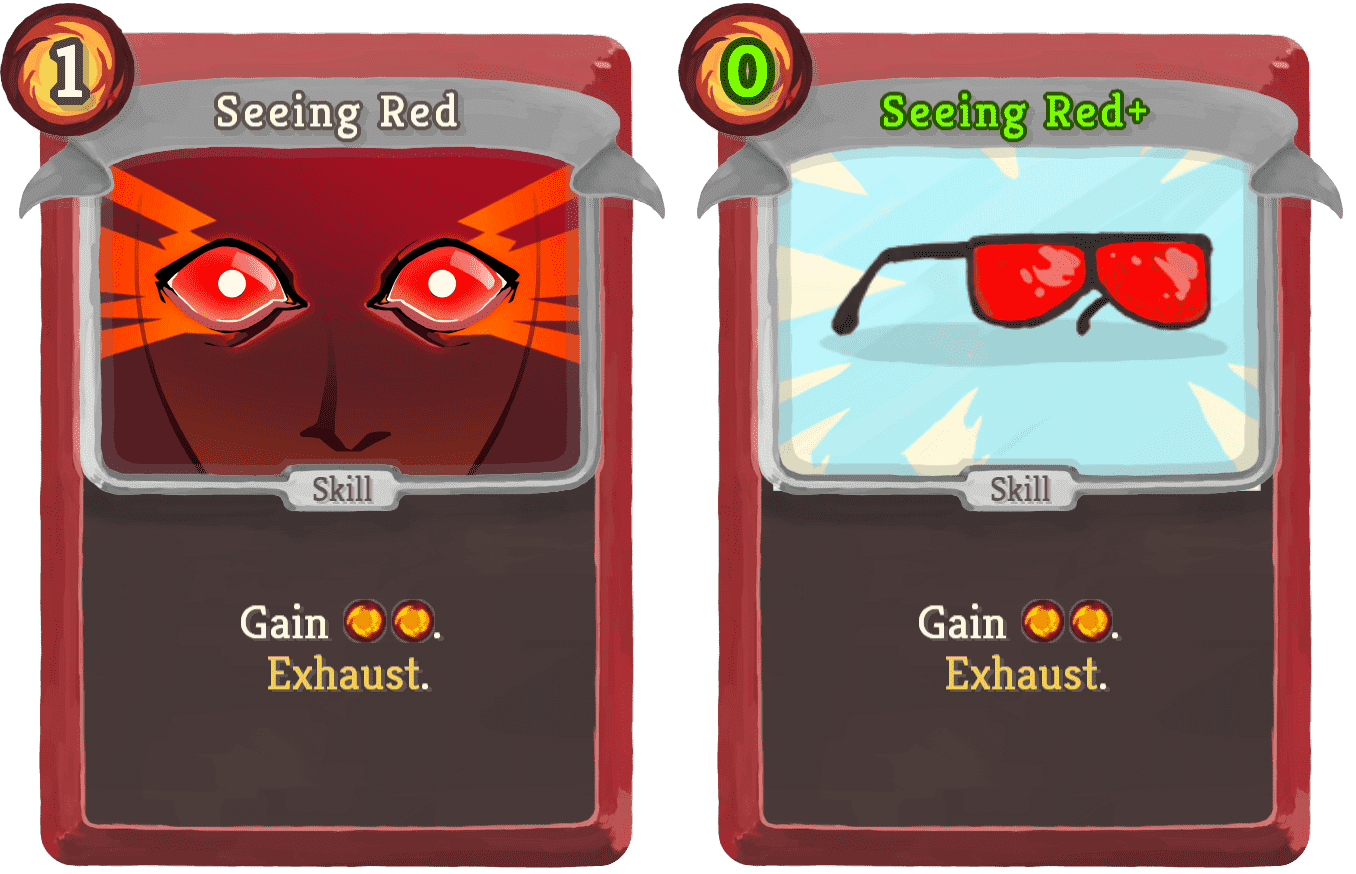 1
Seeing Red
Skill
Gain .
Exhaust.
0
Seeing Red+
Skill
Gain .
Exhaust.